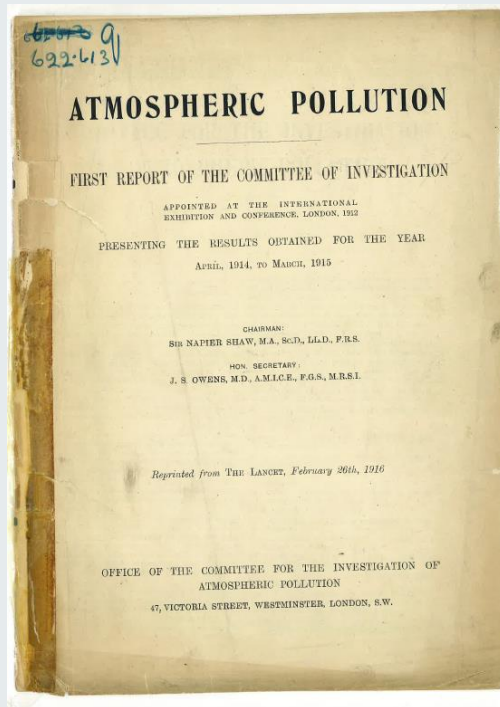 622.613
ATMOSPHERIC POLLUTION
FIRST REPORT OF THE COMMITTEE OF INVESTIGATION
APPOINTED AT THE INTERNATIONAL
EXHIBITION AND CONFERENCE, LONDON, 1912
PRESENTING THE RESULTS OBTAINED FOR THE YEAR
APRIL, 1914, TO MARCH, 1915
CHAIRMAN:
SIR NAPIER SHAW, M.A., Sc.D., LL.D., F.R.S.
HON. SECRETARY:
J. S. OWENS, M.D., A.M.I.C.E., F.G.S., M.R.S.I.
Reprinted from THE LANCET, February 26th, 1916
OFFICE OF THE COMMITTEE FOR THE INVESTIGATION OF
ATMOSPHERIC POLLUTION
47, VICTORIA STREET, WESTMINSTER, LONDON, S.W.